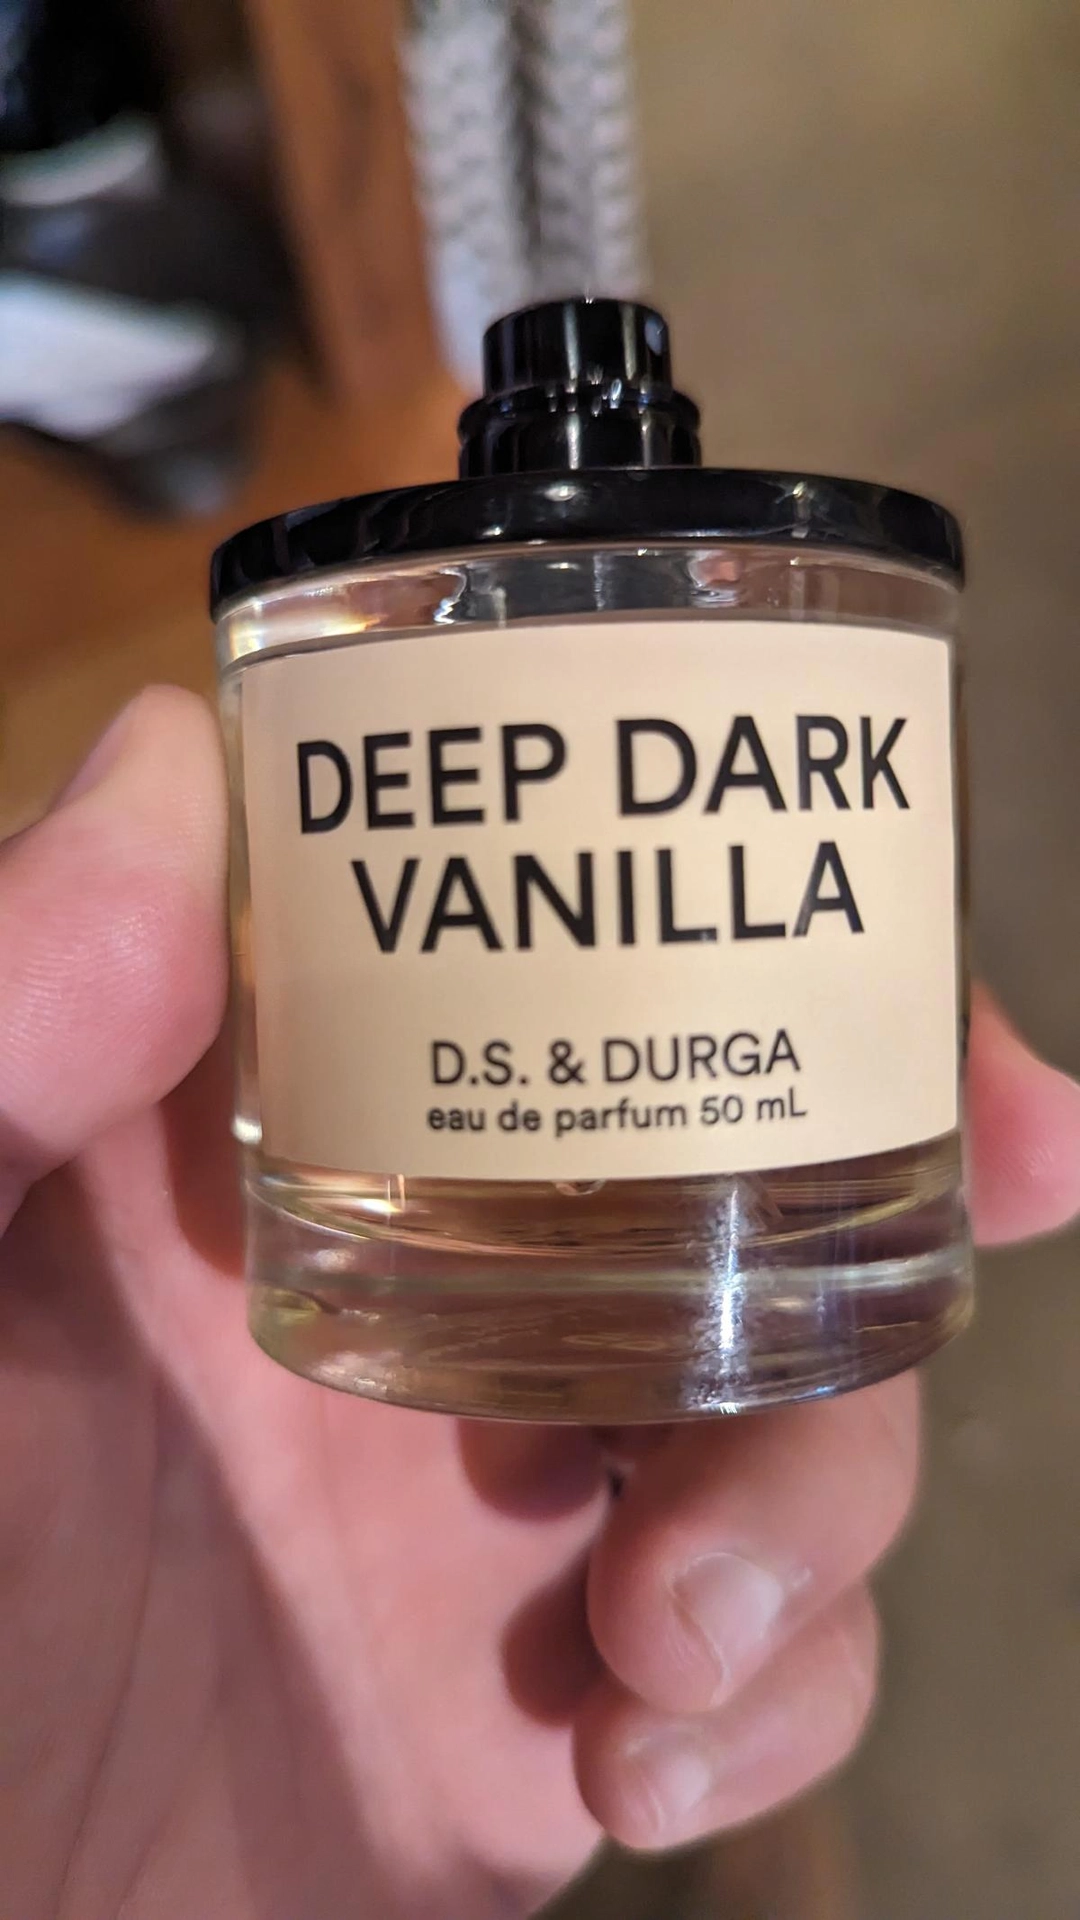 DEEP DARK
VANILLA
D.S. & DURGA
eau de parfum 50 mL